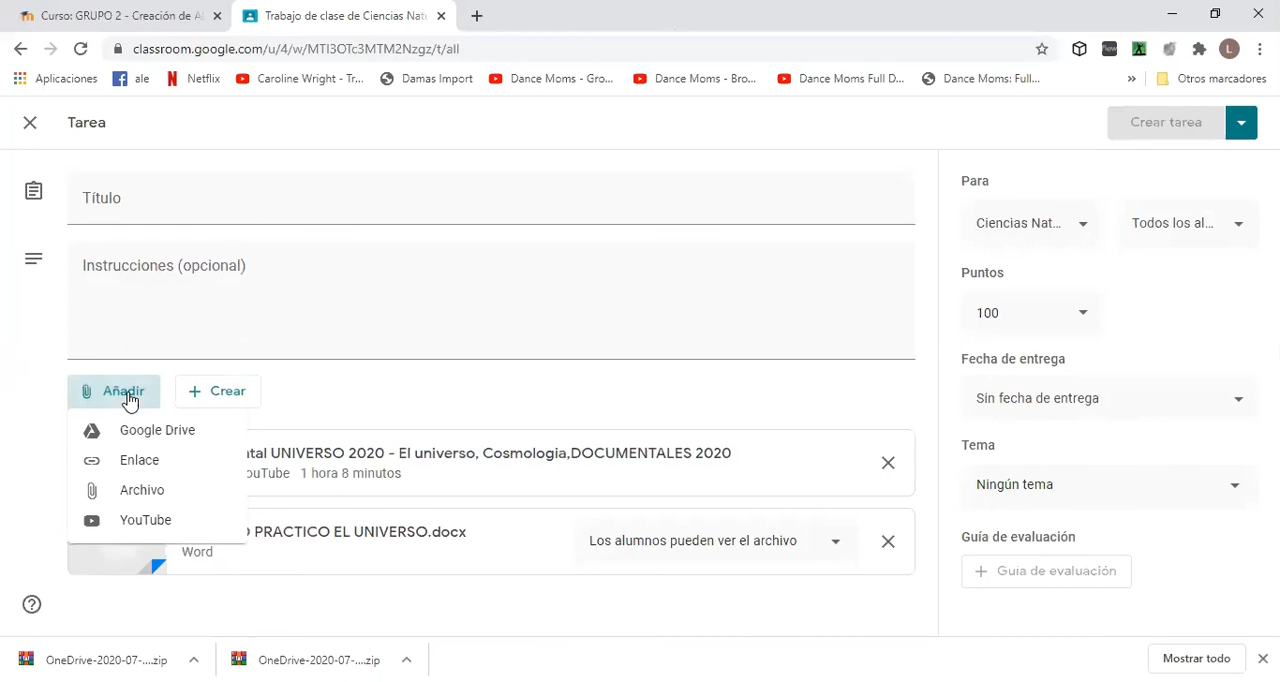 Curso: GRUPO 2 - Creación de A
Trabajo de clase de Ciencias Nat
classroom.google.com/u/4/w/MTI3OTc3MTM2Nzgz/t/all
L
Aplicaciones
ale
Netflix
Caroline Wright - Tr...
Damas Import
Dance Moms - Gro...
Dance Moms - Bro...
Dance Moms Full D...
Dance Moms: Full...
»
Otros marcadores
Tarea
Crear tarea
Título
Instrucciones (opcional)
Añadir
Crear
Google Drive
Enlace
Archivo
YouTube
tal UNIVERSO 2020 - El universo, Cosmologia,DOCUMENTALES 2020
ouTube 1 hora 8 minutos
O PRACTICO EL UNIVERSO.docx
Word
Los alumnos pueden ver el archivo
Para
Ciencias Nat...
Todos los al...
Puntos
100
Fecha de entrega
Sin fecha de entrega
Tema
Ningún tema
Guía de evaluación
Guía de evaluación
OneDrive-2020-07-....zip
OneDrive-2020-07-....zip
Mostrar todo